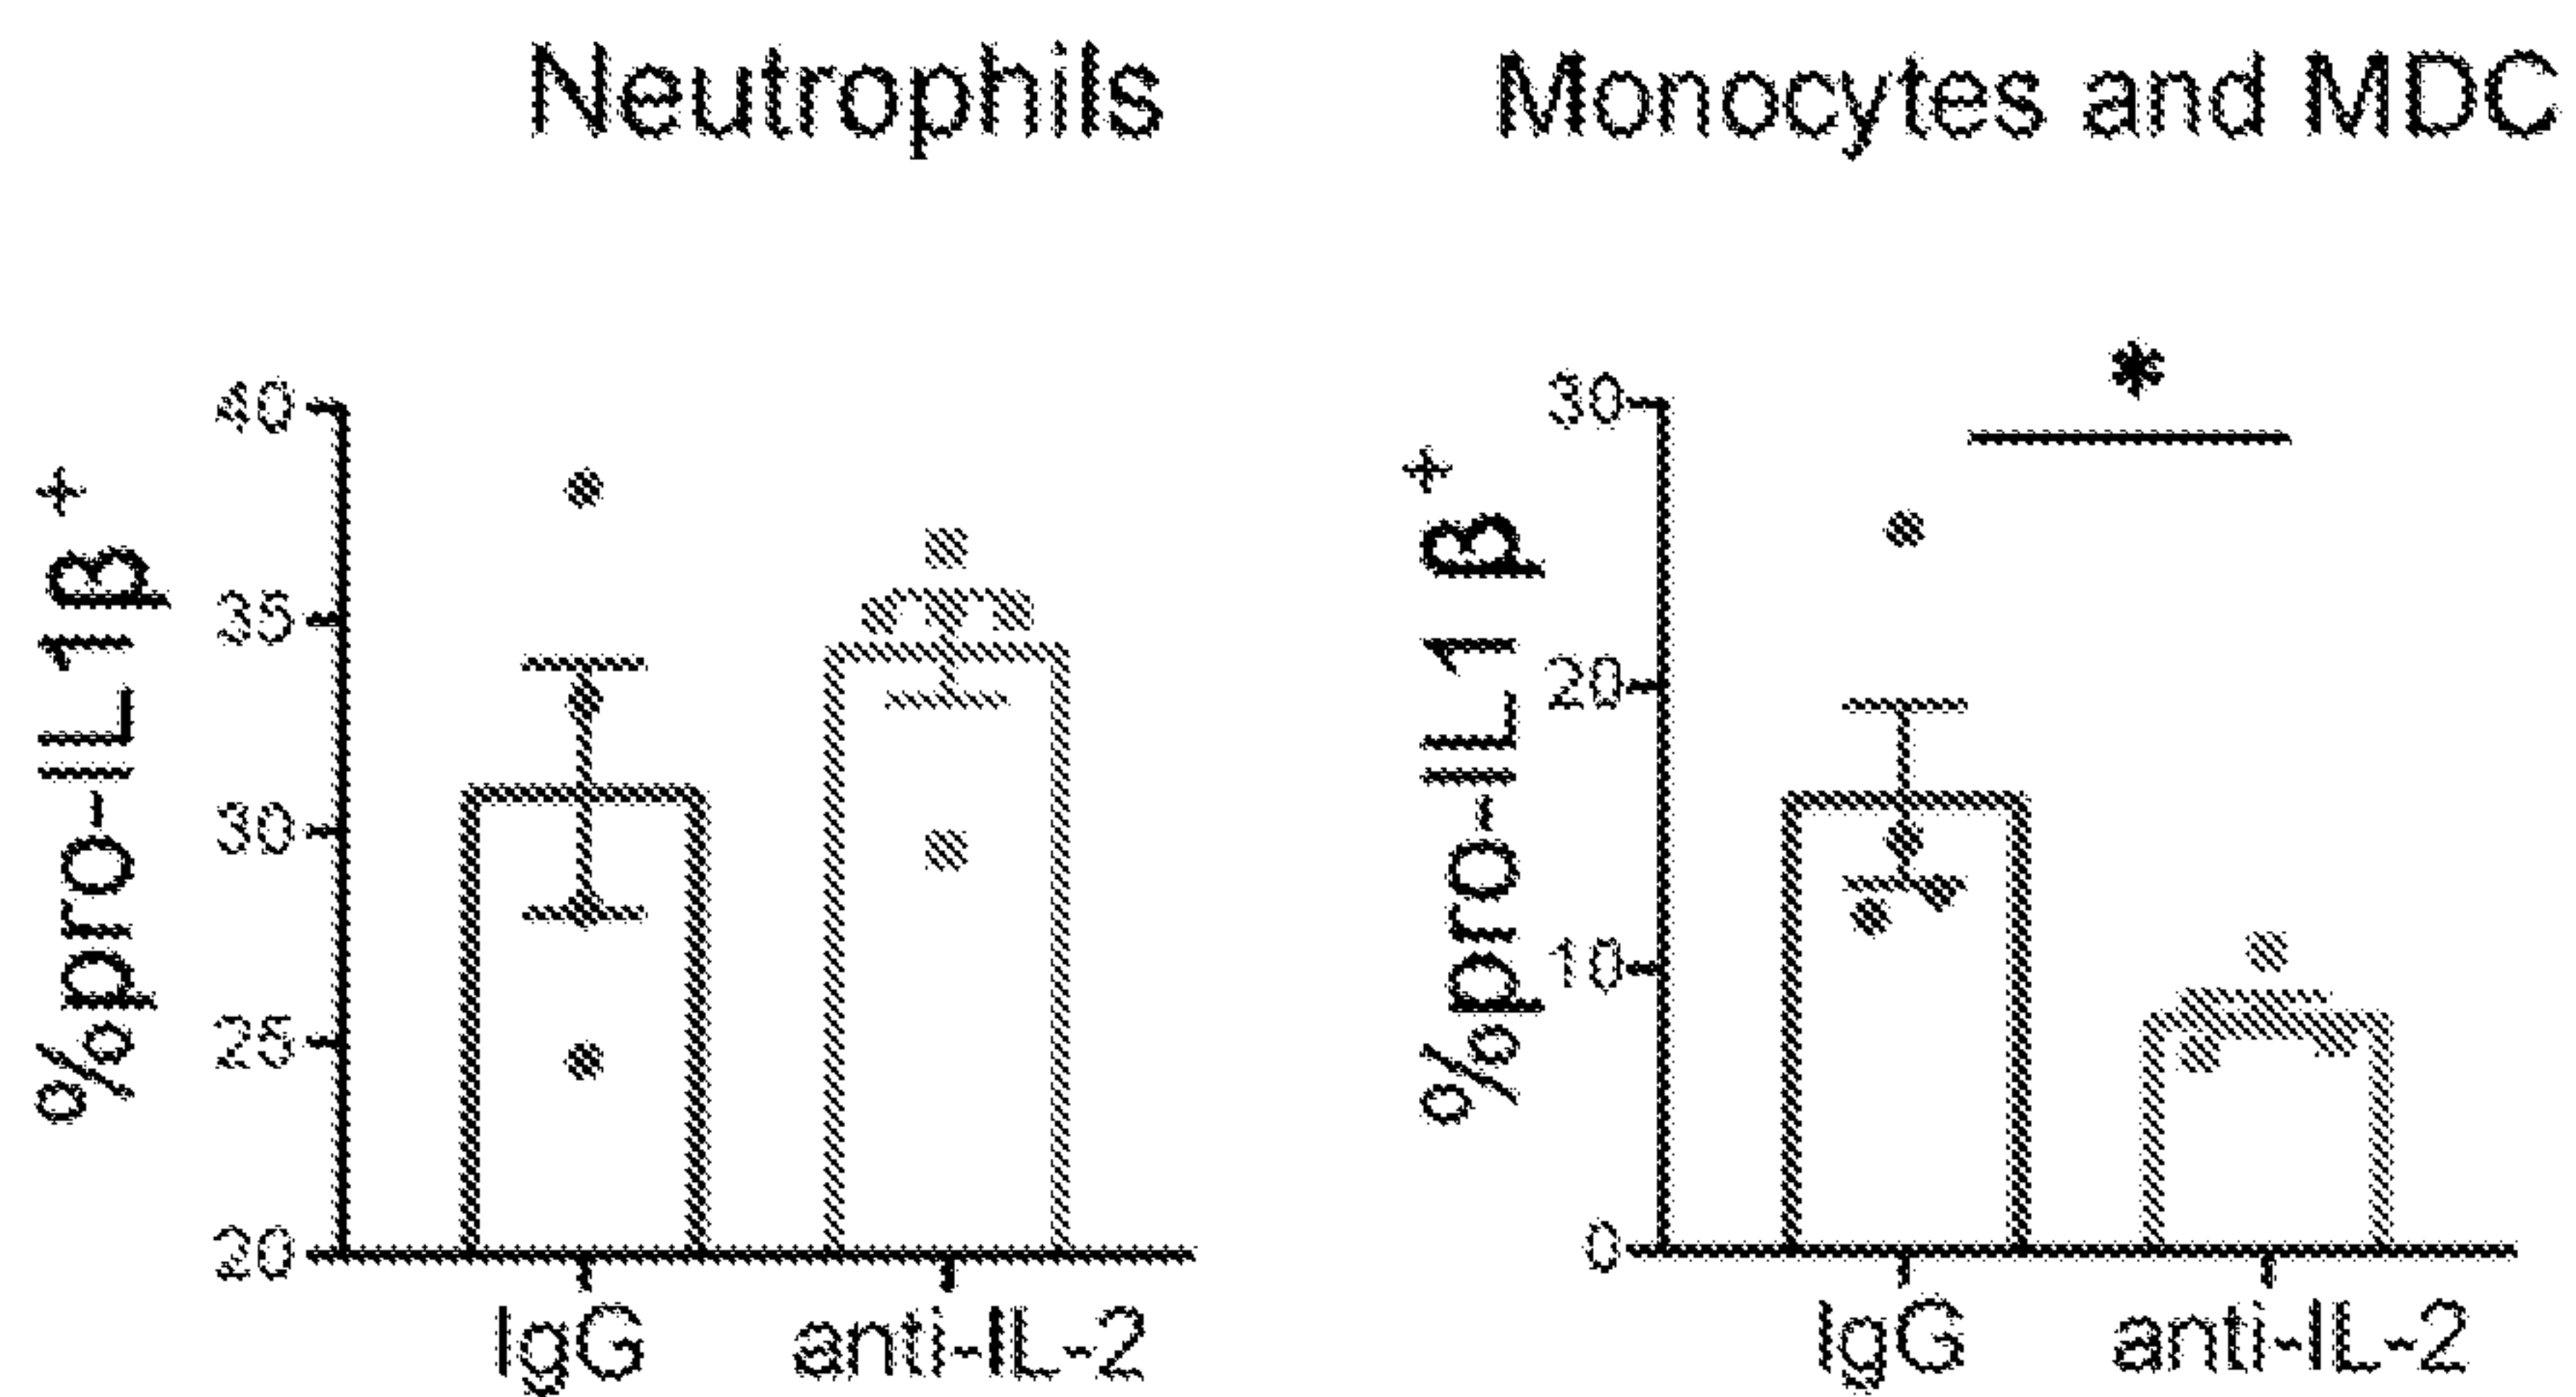 Neutrophils
%pro-IL1β+
40
35
30
25
20
IgG anti-IL-2
Monocytes and MDC
*
%pro-IL1 β+
30
20
10
0
IgG anti-IL-2